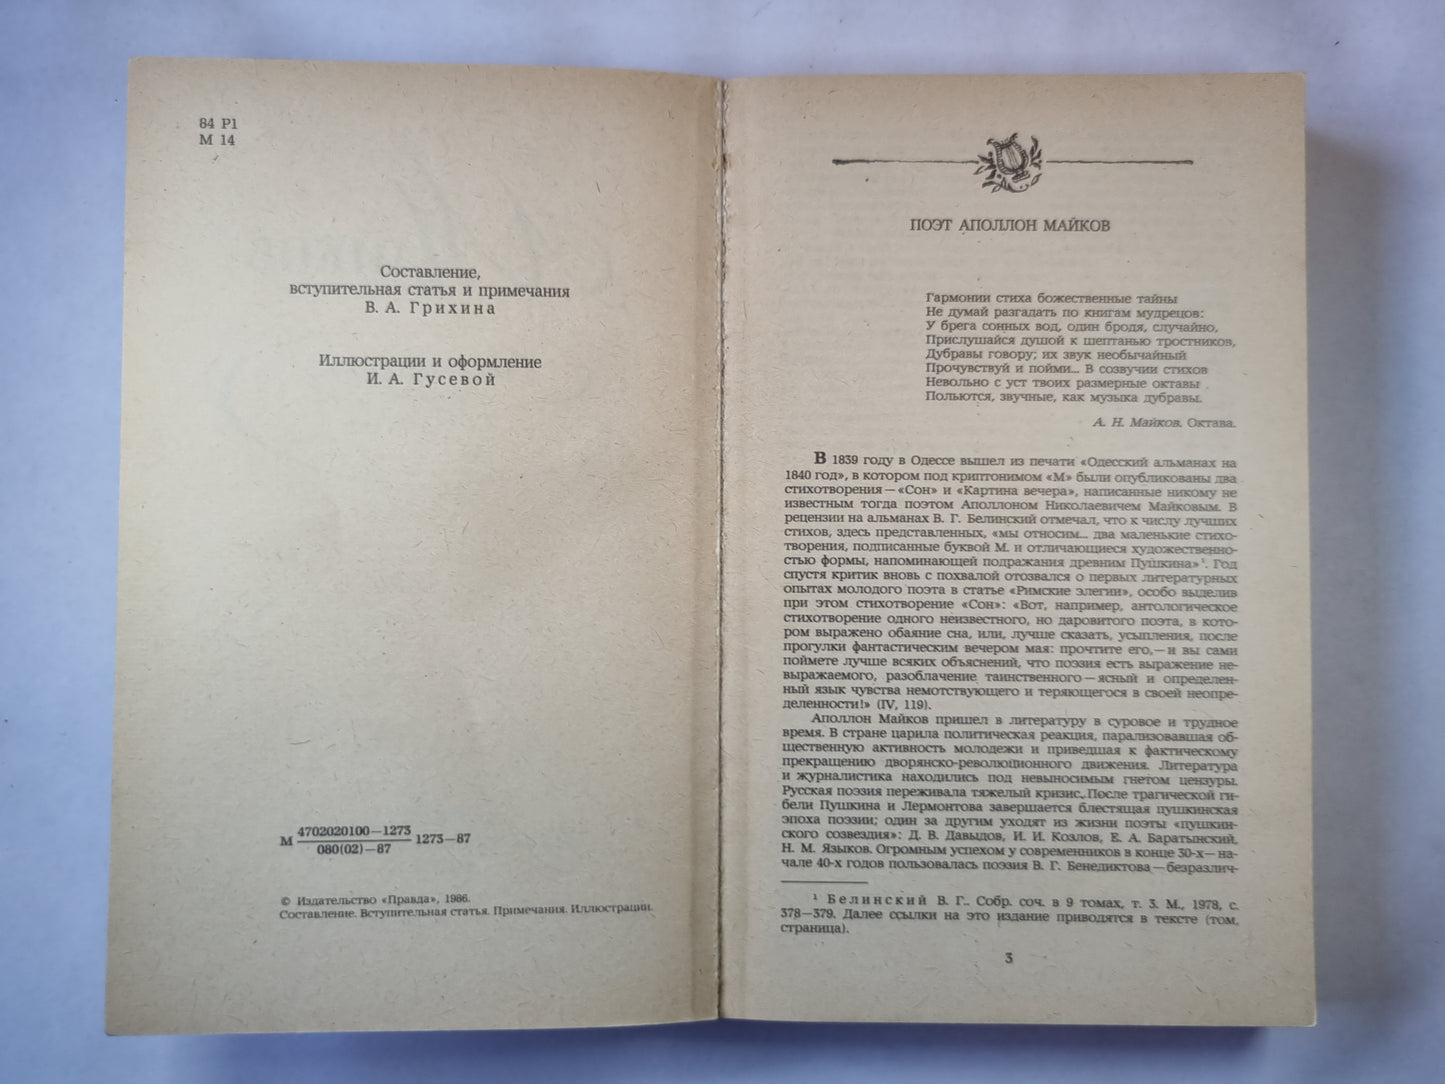 84 Р1
М 14
Составление,
вступительная статья и примечания
В. А. Грихина
Иллюстрации и оформление
И. А. Гусевой
М 4702020100—1273 1273—87
080(02)—87
© Издательство «Правда», 1986.
Составление. Вступительная статья. Примечания. Иллюстрации.
ПОЭТ АПОЛЛОН МАЙКОВ
Гармонии стиха божественные тайны
Не думай разгадать по книгам мудрецов:
У брега сонных вод, один бродя, случайно,
Прислушайся душой к шептанью тростников,
Дубравы говору; их звук необычайный
Прочувствуй и пойми... В созвучии стихов
Невольно с уст твоих размерные октавы
Польются, звучные, как музыка дубравы.
А. Н. Майков. Октава.
В 1839 году в Одессе вышел из печати «Одесский альманах на
1840 год», в котором под криптонимом «М» были опубликованы два
стихотворения — «Сон» и «Картина вечера», написанные никому не
известным тогда поэтом Аполлоном Николаевичем Майковым. В
рецензии на альманах В. Г. Белинский отмечал, что к числу лучших
стихов, здесь представленных, «мы относим... два маленькие стихо-
творения, подписанные буквой М. и отличающиеся художественно-
стью формы, напоминающей подражания древним Пушкина»¹. Год
спустя критик вновь с похвалой отозвался о первых литературных
опытах молодого поэта в статье «Римские элегии», особо выделив
при этом стихотворение «Сон»: «Вот, например, антологическое
стихотворение одного неизвестного, но даровитого поэта, в кото-
ром выражено обаяние сна, или, лучше сказать, усыпления, после
прогулки фантастическим вечером мая: прочтите его, — и вы сами
поймете лучше всяких объяснений, что поэзия есть выражение не-
выражаемого, разоблачение таинственного — ясный и определен-
ный язык чувства немотствующего и теряющегося в своей неопре-
деленности!» (IV, 119).
Аполлон Майков пришел в литературу в суровое и трудное
время. В стране царила политическая реакция, парализовавшая об-
щественную активность молодежи и приведшая к фактическому
прекращению дворянско-революционного движения. Литература
и журналистика находились под невыносимым гнетом цензуры.
Русская поэзия переживала тяжелый кризис. После трагической ги-
бели Пушкина и Лермонтова завершается блестящая пушкинская
эпоха поэзии; один за другим уходят из жизни поэты «пушкин-
ского созвездия»: Д. В. Давыдов, И. И. Козлов, Е. А. Баратынский,
Н. М. Языков. Огромным успехом у современников в конце 30-х — на-
чале 40-х годов пользовалась поэзия В. Г. Бенедиктова — безразлич-
¹ Белинский В. Г. Собр. соч. в 9 томах, т. 3. М., 1978, с.
378—379. Далее ссылки на это издание приводятся в тексте (том,
страница).
3